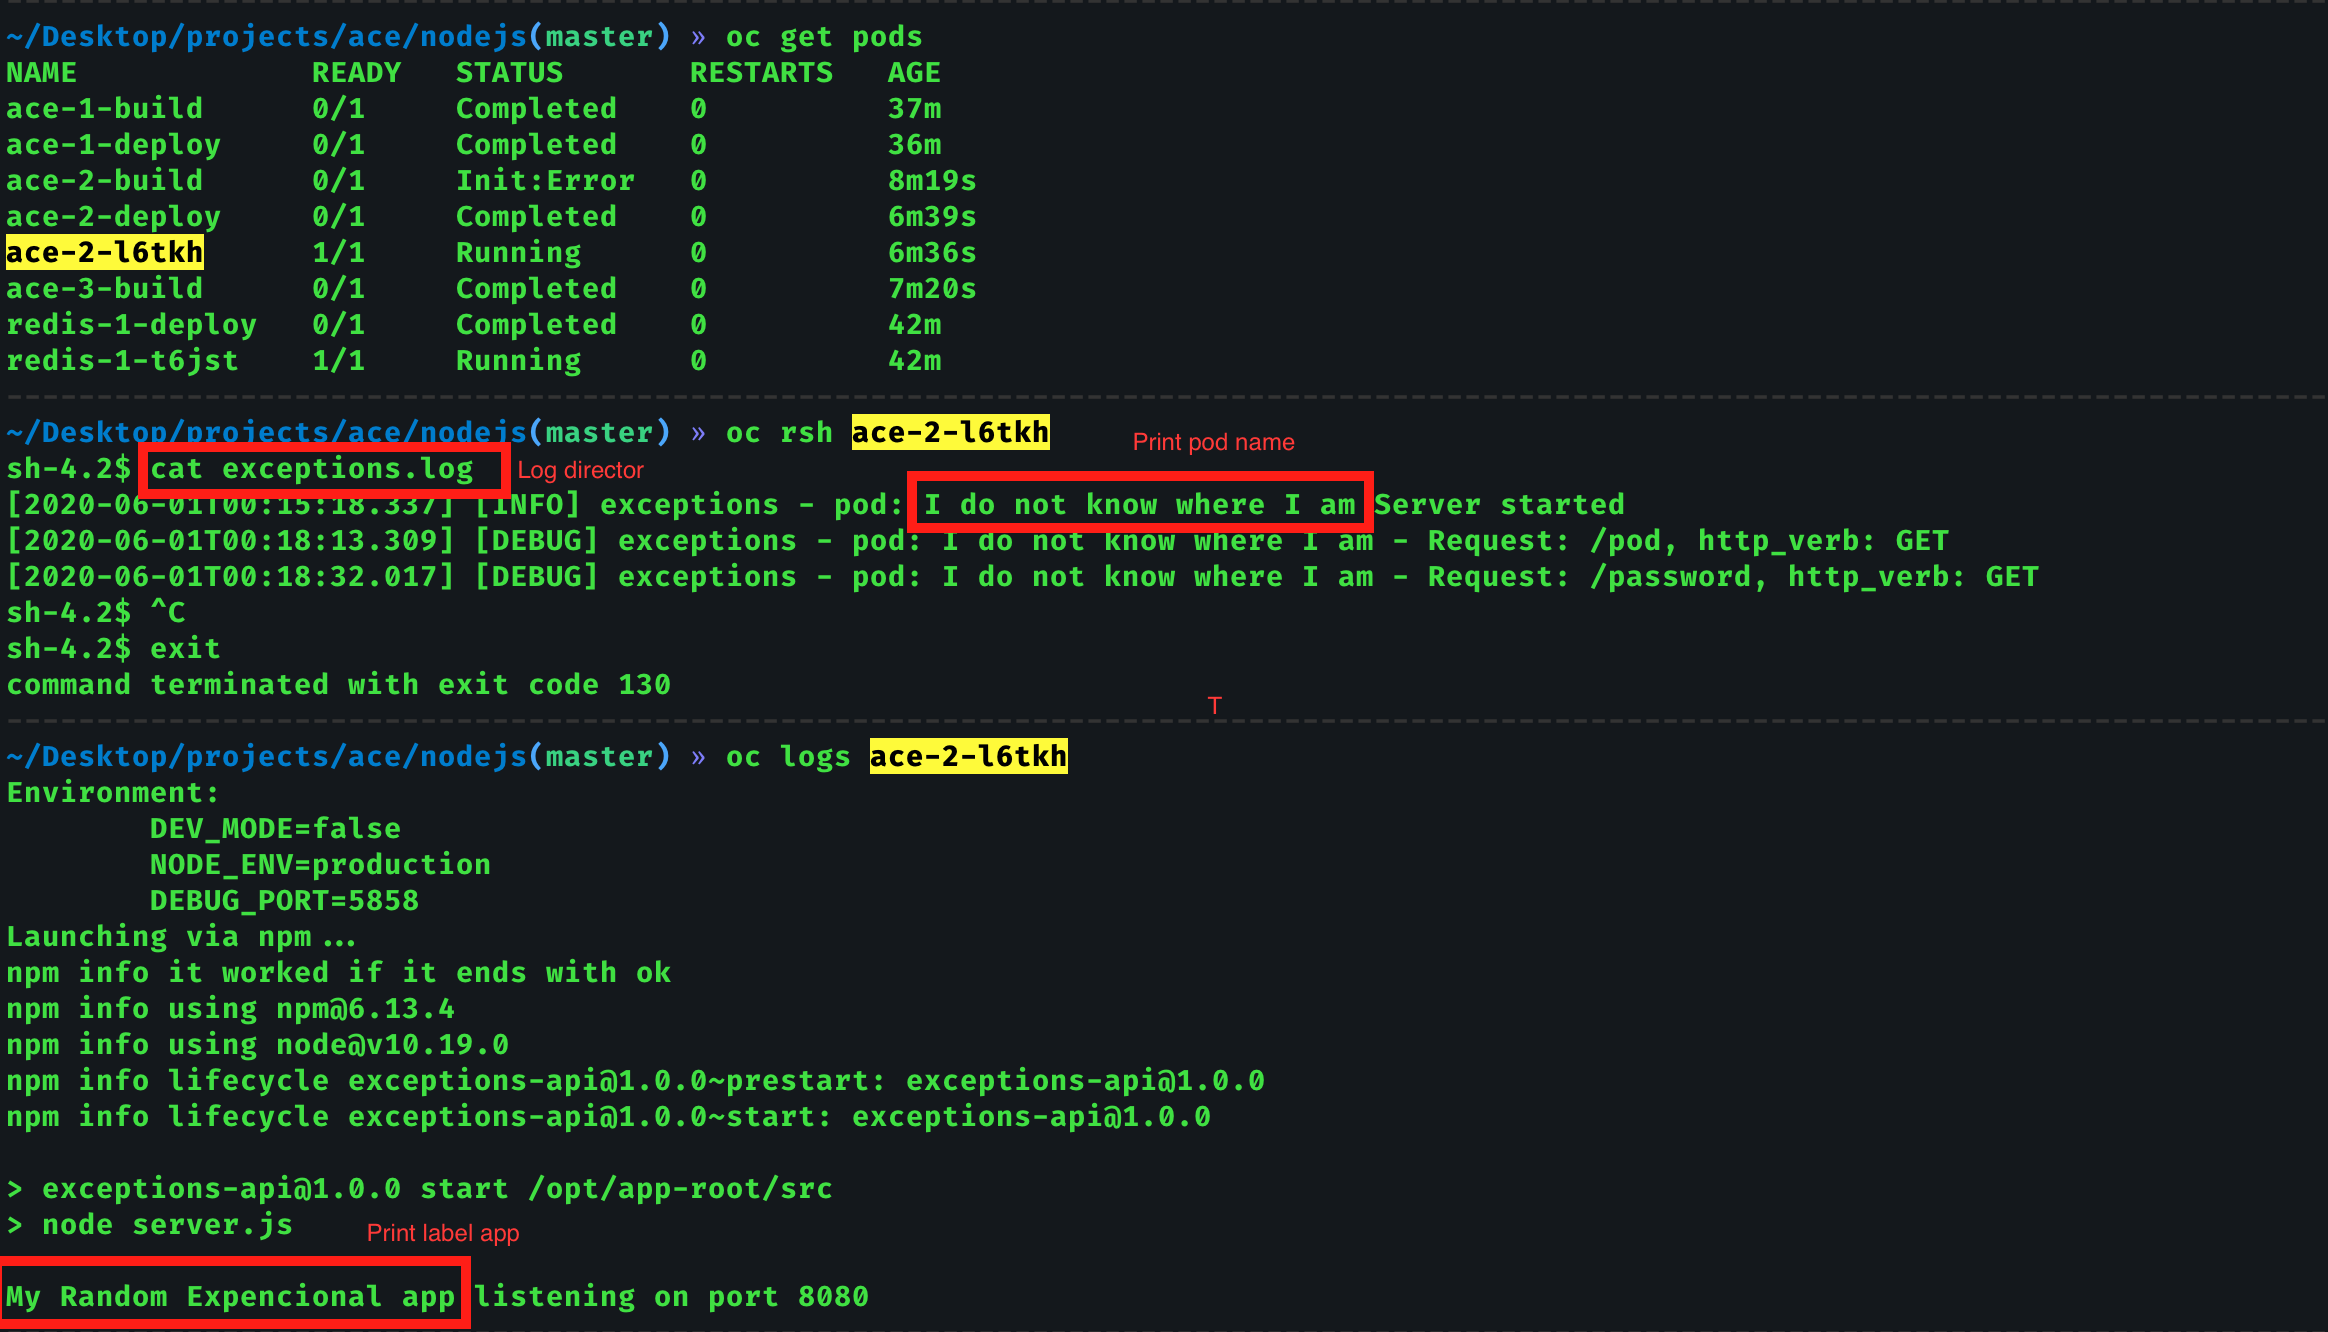 ~/Desktop/projects/ace/nodejs(master) » oc get pods
NAME READY STATUS RESTARTS AGE
ace-1-build 0/1 Completed 0 37m
ace-1-deploy 0/1 Completed 0 36m
ace-2-build 0/1 Init:Error 0 8m19s
ace-2-deploy 0/1 Completed 0 6m39s
ace-2-l6tkh 1/1 Running 0 6m36s
ace-3-build 0/1 Completed 0 7m20s
redis-1-deploy 0/1 Completed 0 42m
redis-1-t6jst 1/1 Running 0 42m
~/Desktop/projects/ace/nodejs(master) » oc rsh ace-2-l6tkh Print pod name
sh-4.2$ cat exceptions.log Log director
[2020-06-01T00:15:18.337] [INFO] exceptions - pod: I do not know where I am Server started
[2020-06-01T00:18:13.309] [DEBUG] exceptions - pod: I do not know where I am - Request: /pod, http_verb: GET
[2020-06-01T00:18:32.017] [DEBUG] exceptions - pod: I do not know where I am - Request: /password, http_verb: GET
sh-4.2$ ^C
sh-4.2$ exit
command terminated with exit code 130
T
~/Desktop/projects/ace/nodejs(master) » oc logs ace-2-l6tkh
Environment:
DEV_MODE=false
NODE_ENV=production
DEBUG_PORT=5858
Launching via npm...
npm info it worked if it ends with ok
npm info using npm@6.13.4
npm info using node@v10.19.0
npm info lifecycle exceptions-api@1.0.0~prestart: exceptions-api@1.0.0
npm info lifecycle exceptions-api@1.0.0~start: exceptions-api@1.0.0
> exceptions-api@1.0.0 start /opt/app-root/src
> node server.js Print label app
My Random Expencional app listening on port 8080